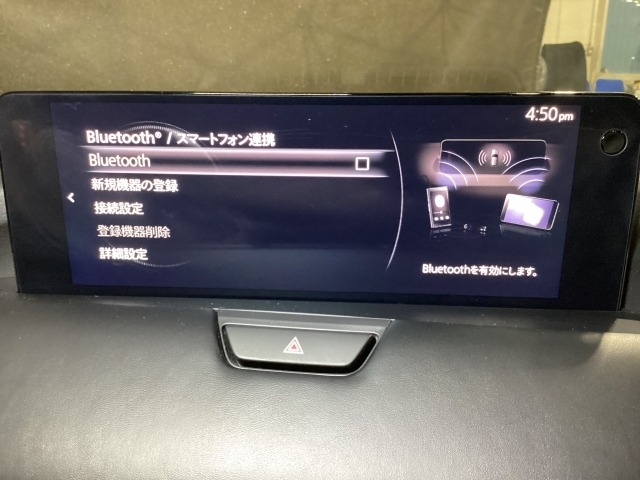 4:50pm
Bluetooth® / スマートフォン連携
Bluetooth
新規機器の登録
接続設定
登録機器削除
詳細設定
Bluetoothを有効にします。